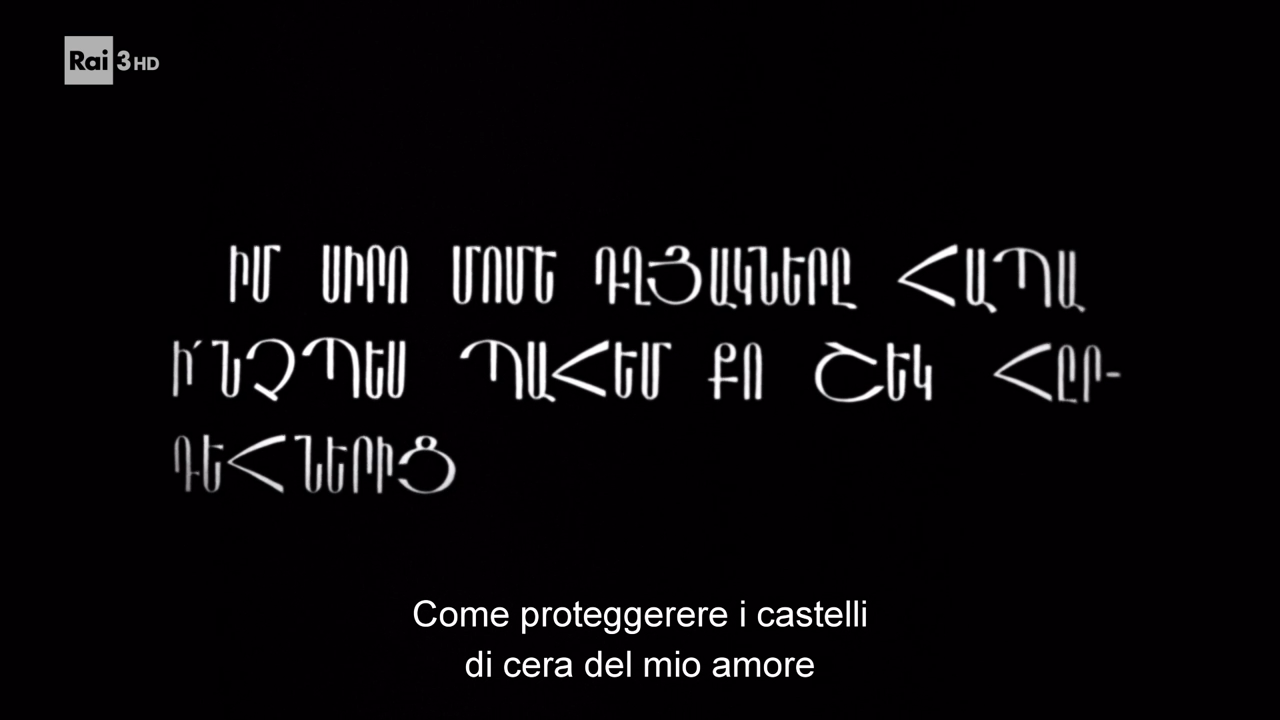 Rai 3HD
ԻՄ ՍԻՐՈ ՄՈՄԵ ԴՂՅԱԿՆԵՐԸ ՀԱՊԱ
Ի՛ՆՉՊԵՍ ՊԱՀԵՄ ՔՈ ՇԵԿ ՀԸՐ-
ԴԵՀՆԵՐԻՑ
Come proteggerere i castelli
di cera del mio amore